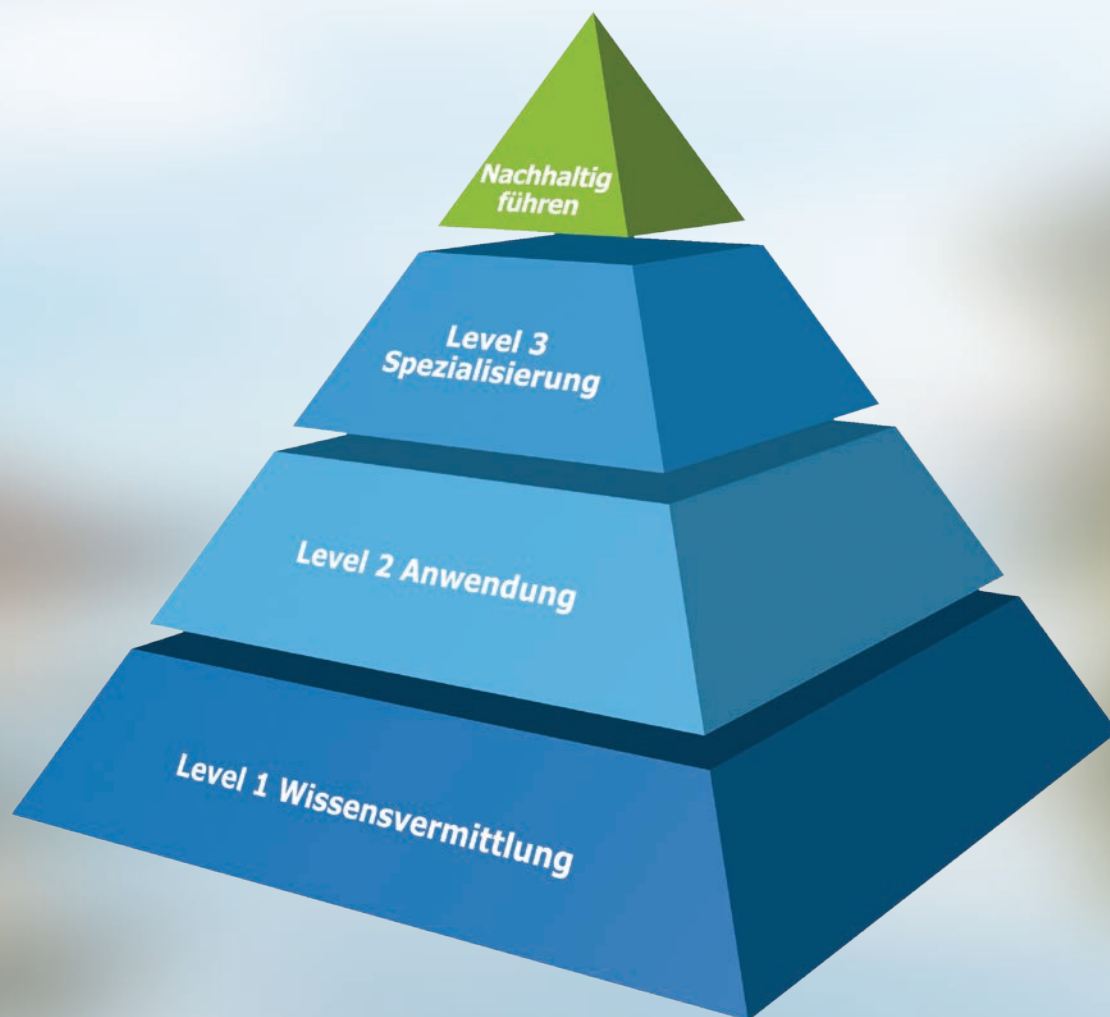 Nachhaltig
führen
Level 3
Spezialisierung
Level 2 Anwendung
Level 1 Wissensvermittlung